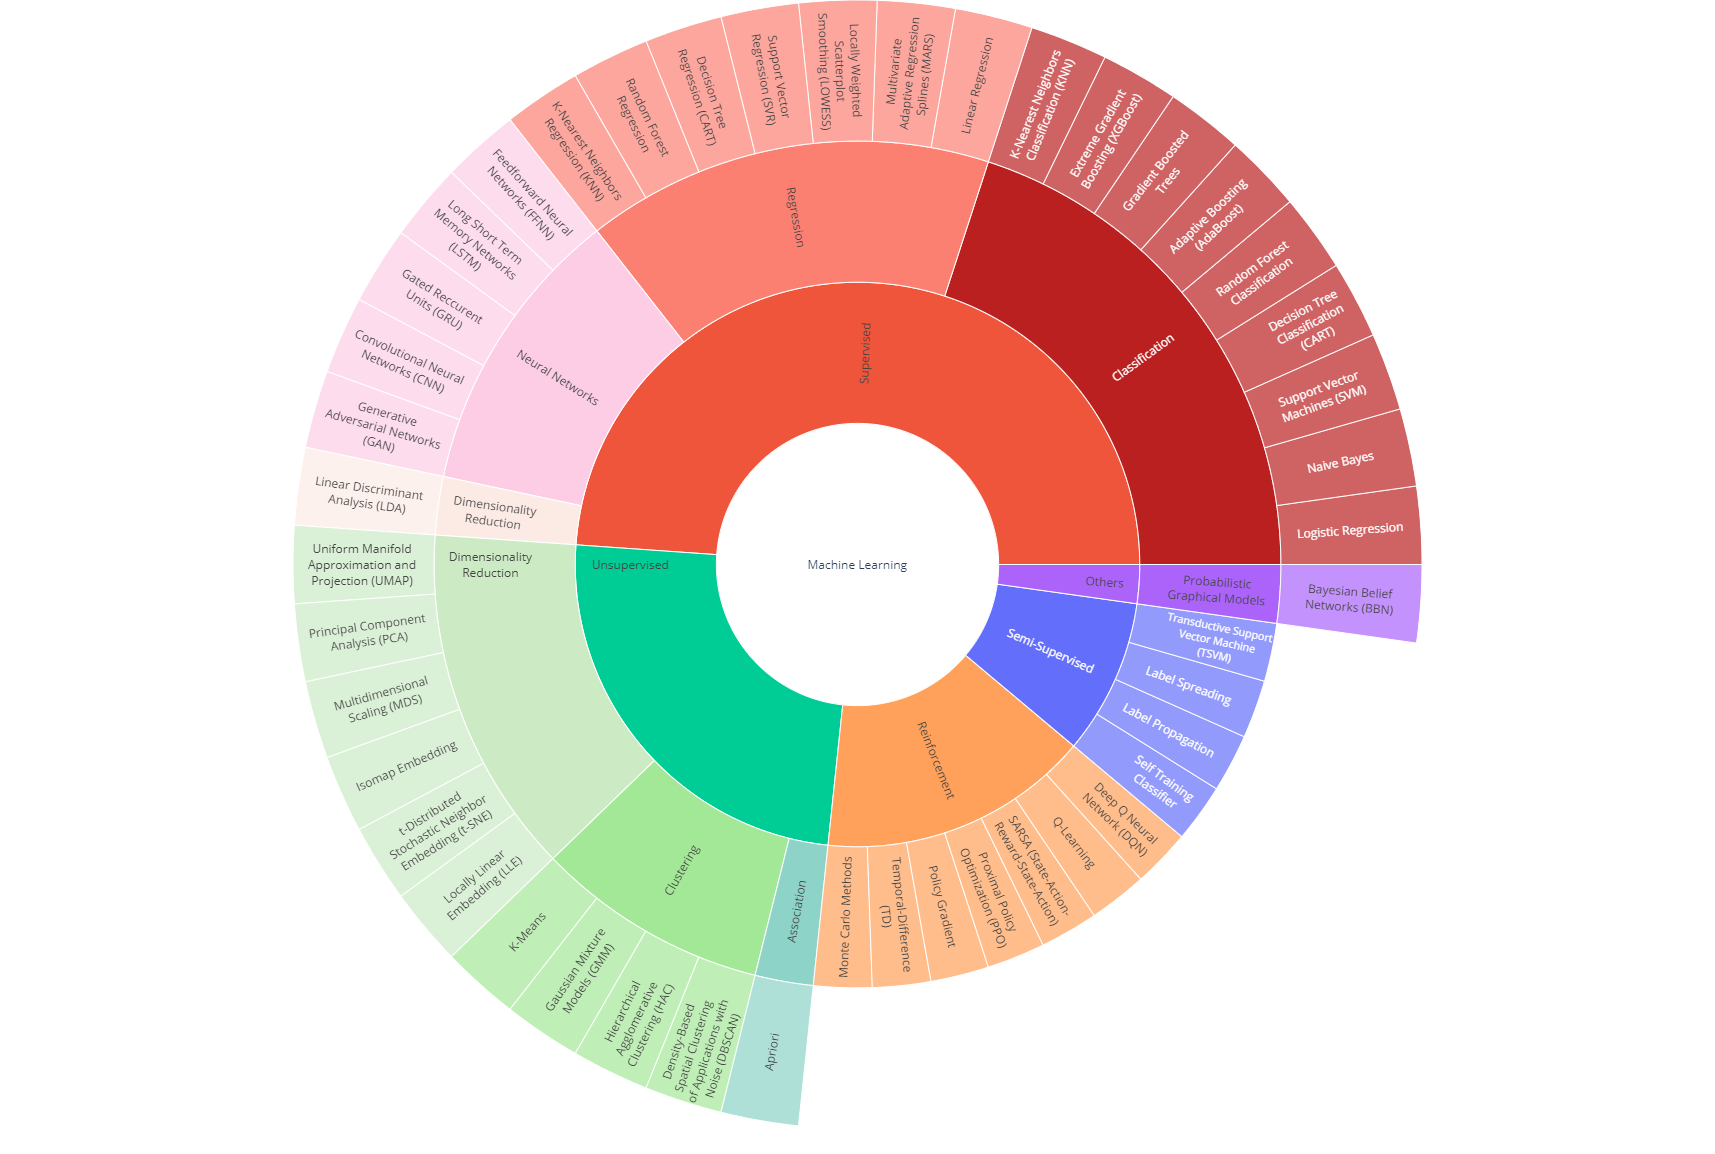 Machine Learning
Supervised
Classification
Logistic Regression
Naive Bayes
Support Vector
Machines (SVM)
Decision Tree
Classification
(CART)
Random Forest
Classification
Adaptive Boosting
(AdaBoost)
Gradient Boosted
Trees
Extreme Gradient
Boosting (XGBoost)
K-Nearest Neighbors
Classification (KNN)
Regression
Linear Regression
Multivariate
Adaptive Regression
Splines (MARS)
Locally Weighted
Scatterplot
Smoothing (LOWESS)
Support Vector
Regression (SVR)
Decision Tree
Regression (CART)
Random Forest
Regression
K-Nearest Neighbors
Regression (KNN)
Neural Networks
Feedforward Neural
Networks (FFNN)
Long Short Term
Memory Networks
(LSTM)
Gated Reccurent
Units (GRU)
Convolutional Neural
Networks (CNN)
Generative
Adversarial Networks
(GAN)
Dimensionality
Reduction
Linear Discriminant
Analysis (LDA)
Unsupervised
Dimensionality
Reduction
Uniform Manifold
Approximation and
Projection (UMAP)
Principal Component
Analysis (PCA)
Multidimensional
Scaling (MDS)
Isomap Embedding
t-Distributed
Stochastic Neighbor
Embedding (t-SNE)
Locally Linear
Embedding (LLE)
Clustering
K-Means
Gaussian Mixture
Models (GMM)
Hierarchical
Agglomerative
Clustering (HAC)
Density-Based
Spatial Clustering
of Applications with
Noise (DBSCAN)
Association
Apriori
Reinforcement
Monte Carlo Methods
Temporal-Difference
(TD)
Policy Gradient
Proximal Policy
Optimization (PPO)
SARSA (State-Action-
Reward-State-Action)
Q-Learning
Deep Q Neural
Network (DQN)
Semi-Supervised
Self Training
Classifier
Label Propagation
Label Spreading
Transductive Support
Vector Machine
(TSVM)
Others
Probabilistic
Graphical Models
Bayesian Belief
Networks (BBN)